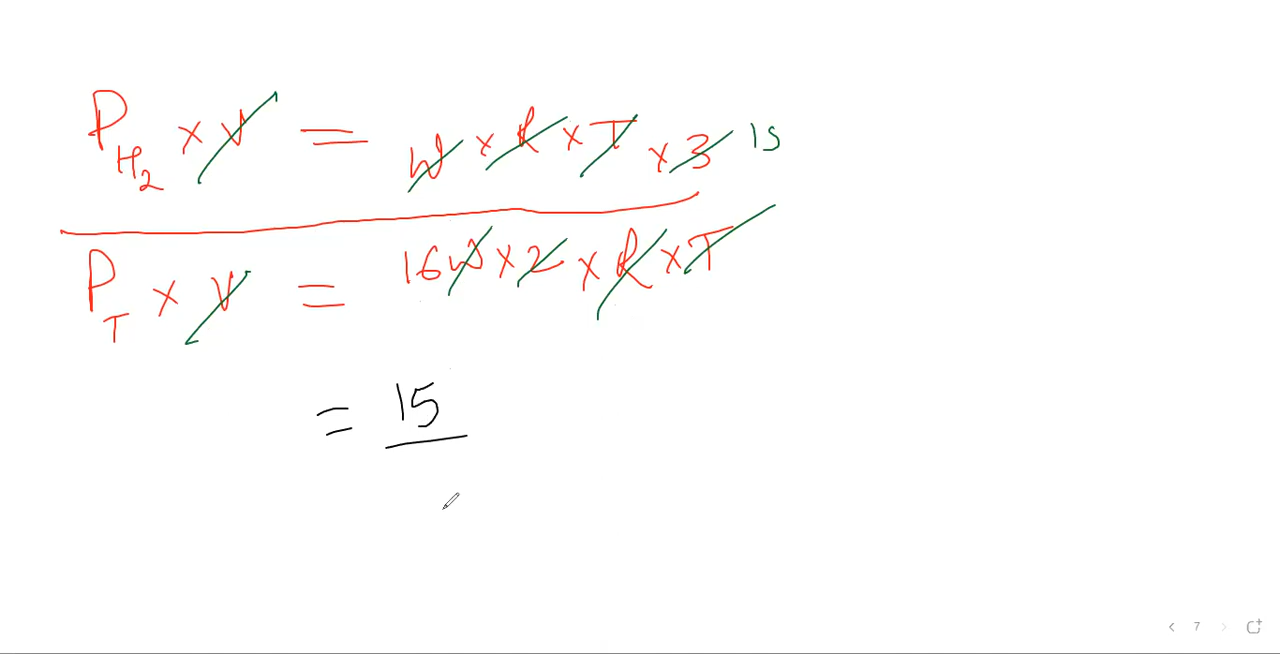 P_H2 × V = W × R × T × 3 15
P_T × V = 16W × 2 × R × T
= 15
7